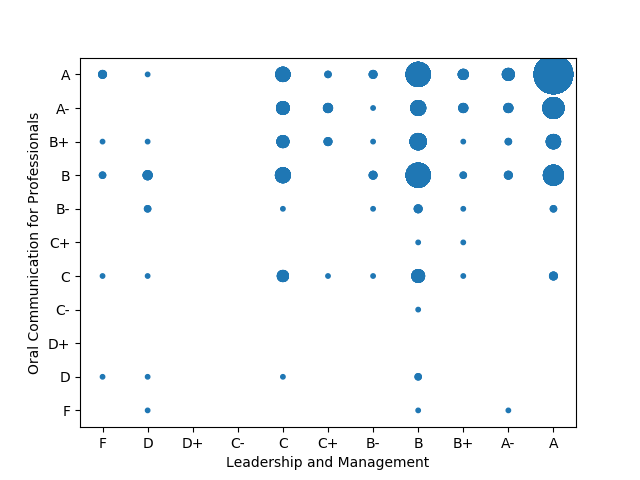 Oral Communication for Professionals
A
A-
B+
B
B-
C+
C
C-
D+
D
F
F D D+ C- C C+ B- B B+ A- A
Leadership and Management